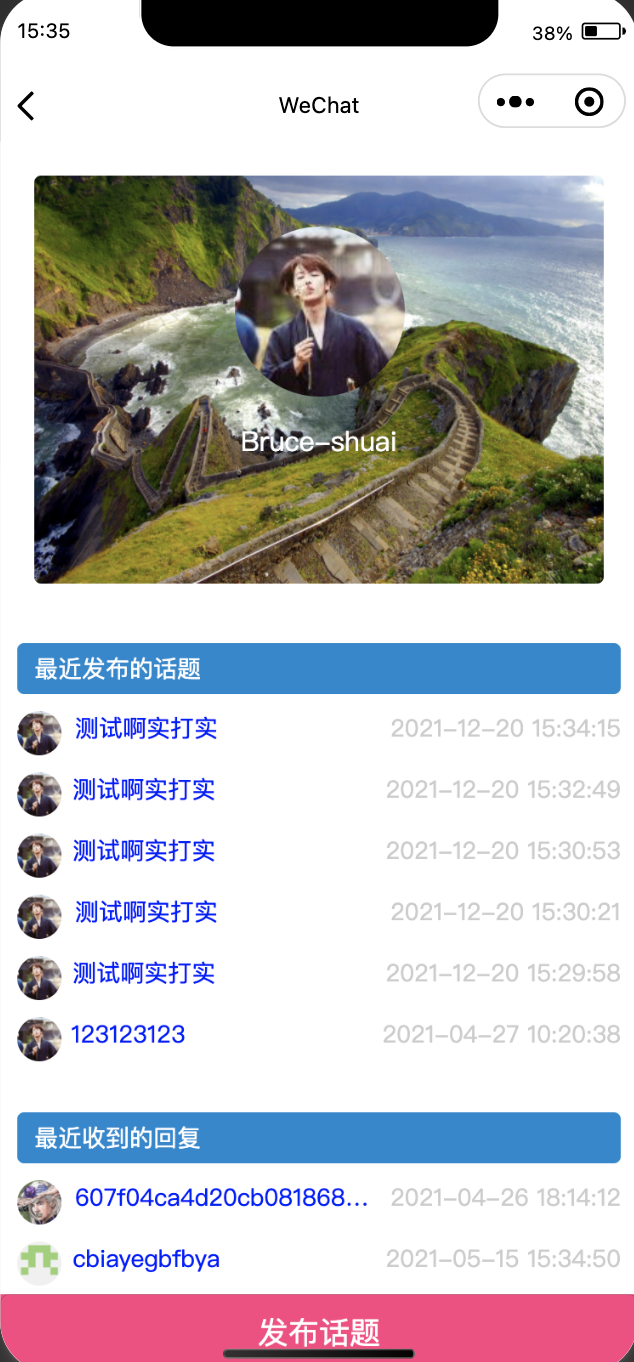 15:35 38%
WeChat
Bruce-shuai
最近发布的话题
测试啊实打实 2021-12-20 15:34:15
测试啊实打实 2021-12-20 15:32:49
测试啊实打实 2021-12-20 15:30:53
测试啊实打实 2021-12-20 15:30:21
测试啊实打实 2021-12-20 15:29:58
123123123 2021-04-27 10:20:38
最近收到的回复
607f04ca4d20cb081868... 2021-04-26 18:14:12
cbiayegbfbya 2021-05-15 15:34:50
发布话题